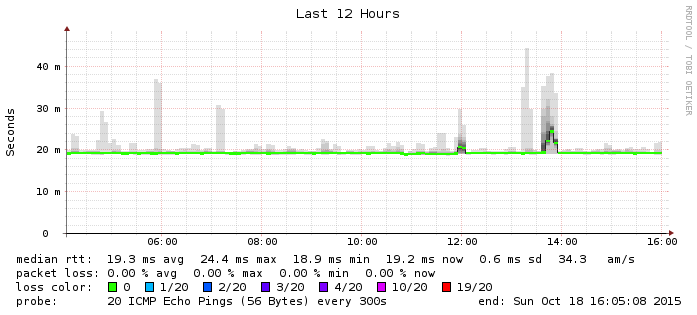 Last 12 Hours
RRDTOOL / TOBI OETIKER
Seconds
40 m
30 m
20 m
10 m
0
06:00 08:00 10:00 12:00 14:00 16:00
median rtt: 19.3 ms avg 24.4 ms max 18.9 ms min 19.2 ms now 0.6 ms sd 34.3 am/s
packet loss: 0.00 % avg 0.00 % max 0.00 % min 0.00 % now
loss color: 0 1/20 2/20 3/20 4/20 10/20 19/20
probe: 20 ICMP Echo Pings (56 Bytes) every 300s end: Sun Oct 18 16:05:08 2015